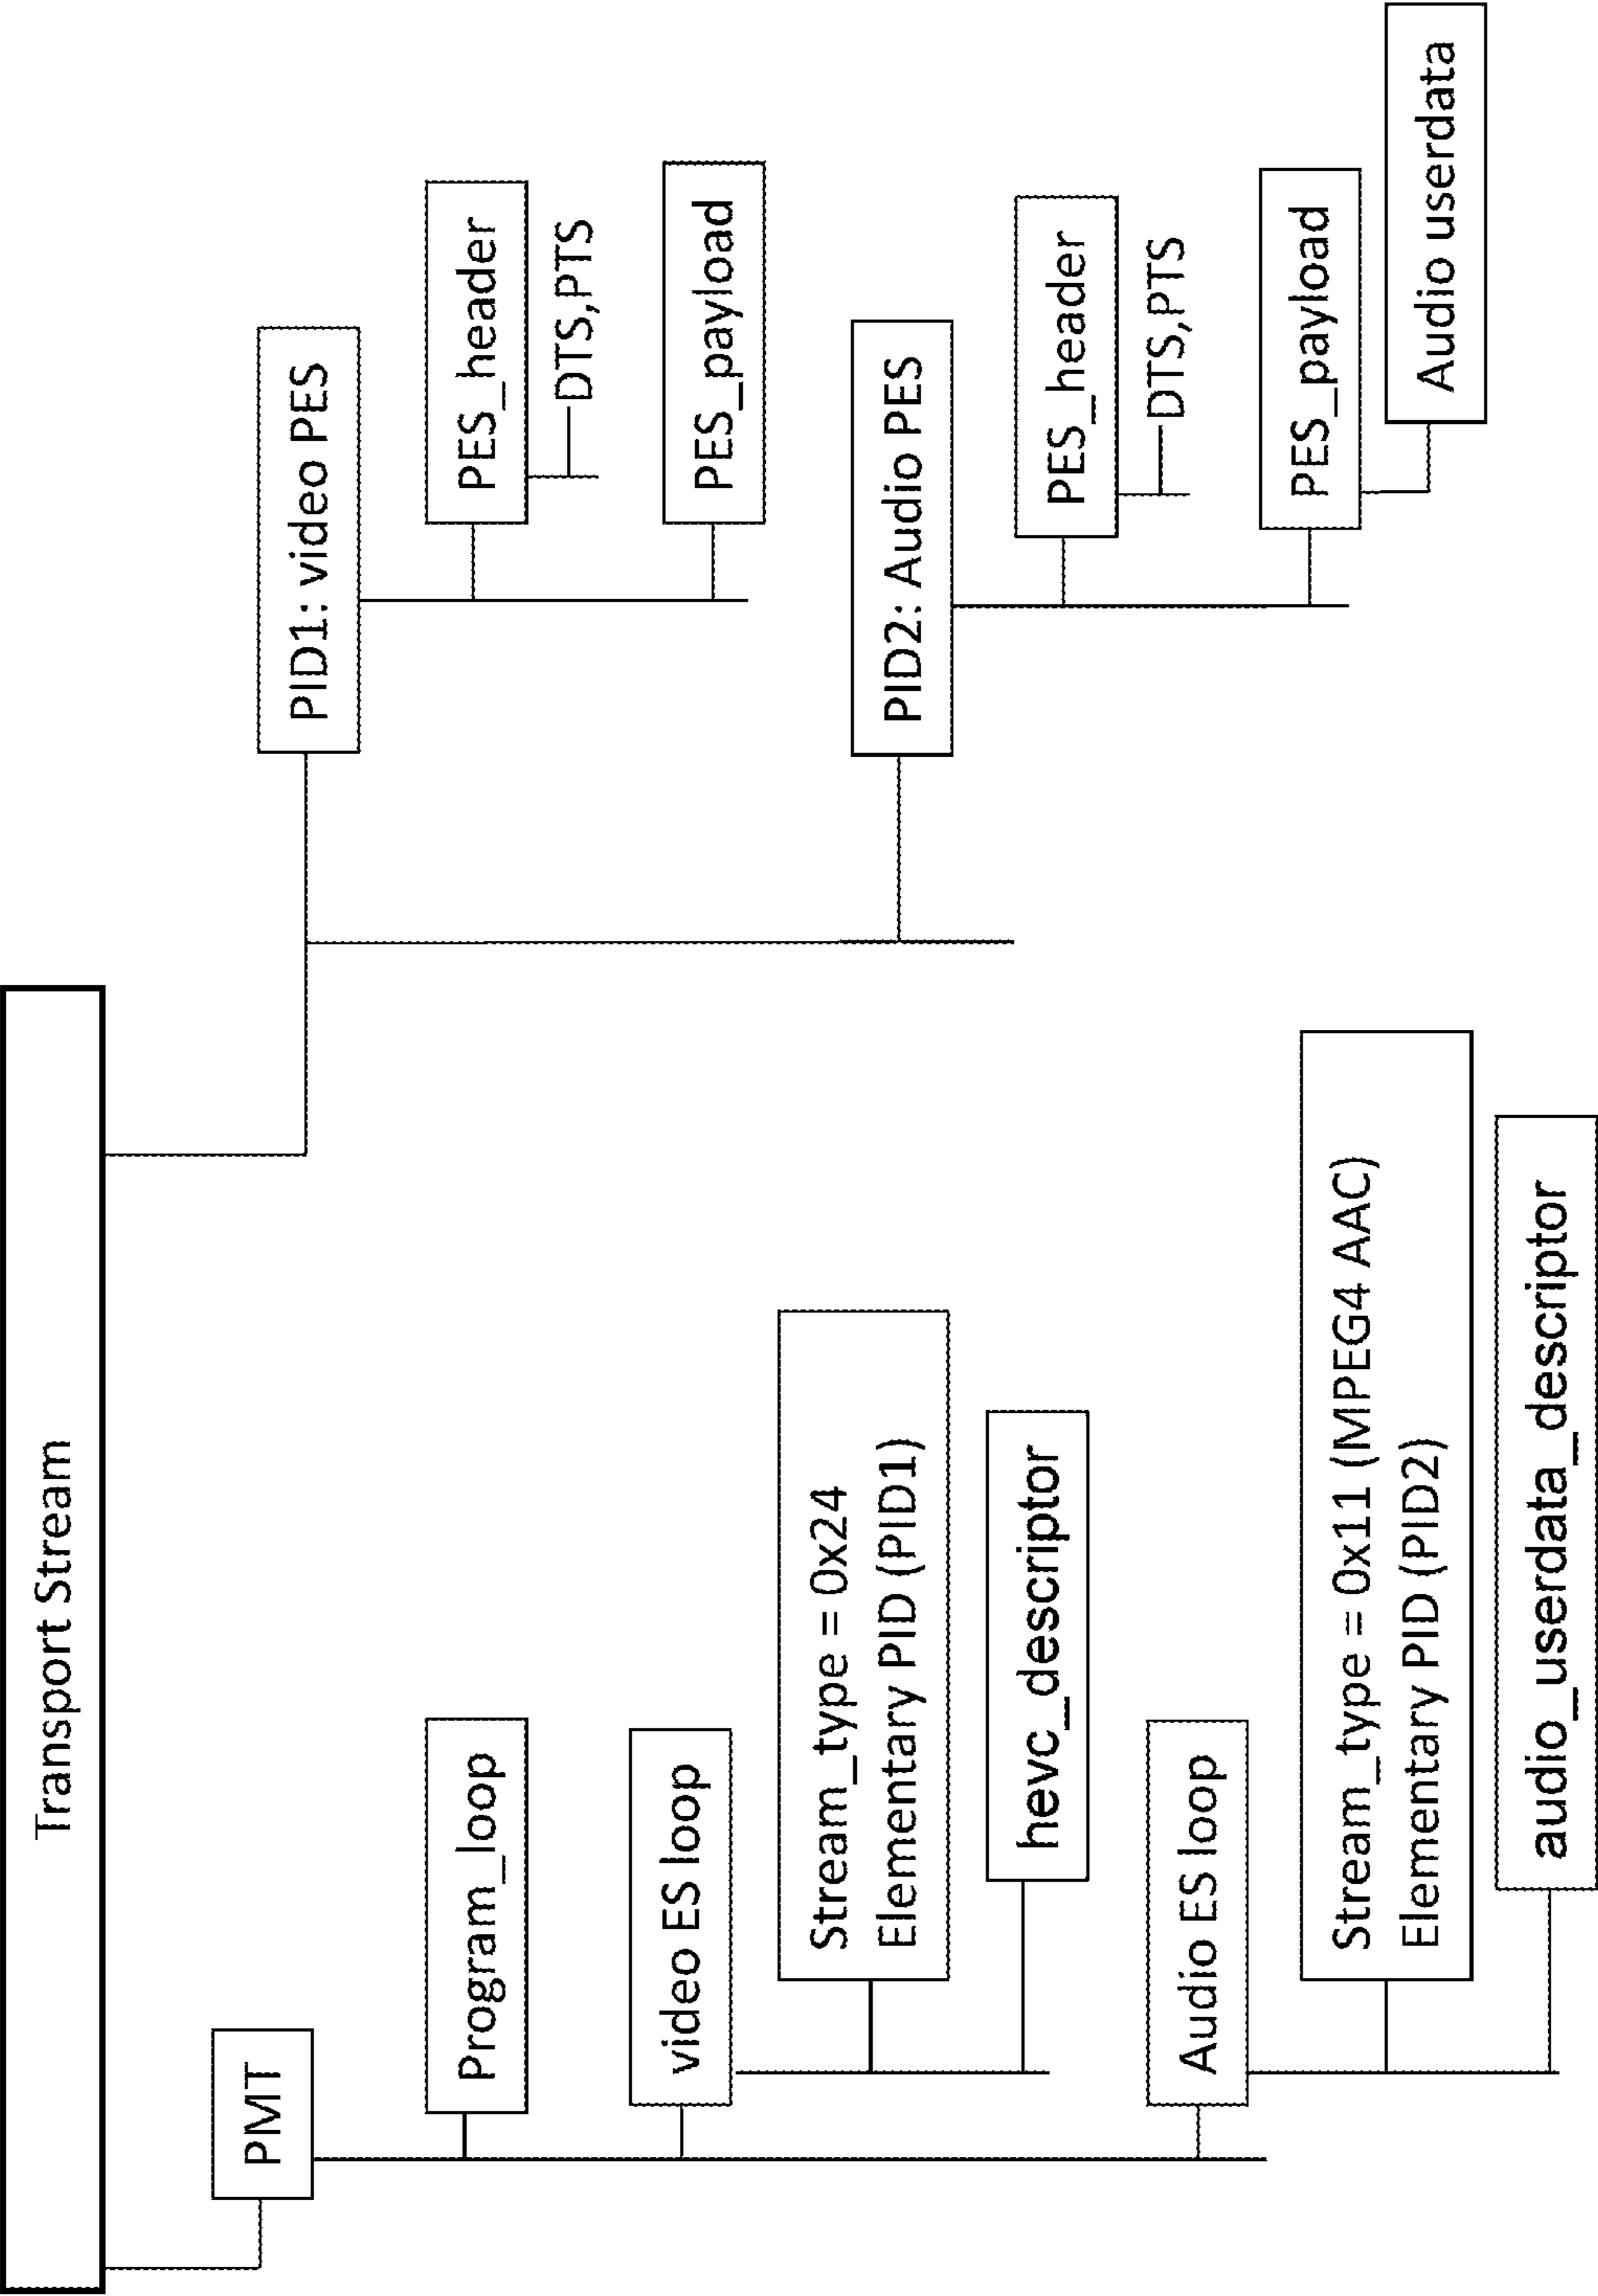 Transport Stream
PMT
Program_loop
video ES loop
Stream_type = 0x24
Elementary PID (PID1)
hevc_descriptor
Audio ES loop
Stream_type = 0x11 (MPEG4 AAC)
Elementary PID (PID2)
audio_userdata_descriptor
PID1: video PES
PES_header
DTS,PTS
PES_payload
PID2: Audio PES
PES_header
DTS,PTS
PES_payload
Audio userdata